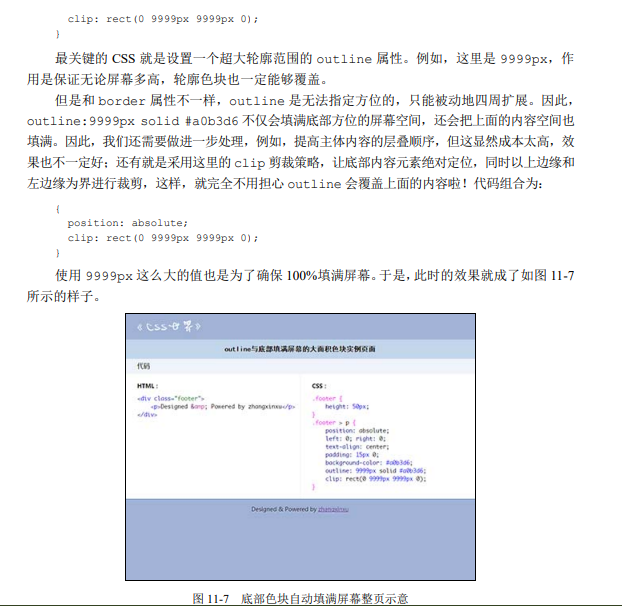 clip: rect(0 9999px 9999px 0);
}
最关键的 CSS 就是设置一个超大轮廓范围的 outline 属性。例如，这里是 9999px，作
用是保证无论屏幕多高，轮廓色块也一定能够覆盖。
但是和 border 属性不一样，outline 是无法指定方位的，只能被动地四周扩展。因此，
outline:9999px solid #a0b3d6 不仅会填满底部方位的屏幕空间，还会把上面的内容空间也
填满。因此，我们还需要做进一步处理，例如，提高主体内容的层叠顺序，但这显然成本太高，效
果也不一定好；还有就是采用这里的 clip 剪裁策略，让底部内容元素绝对定位，同时以上边缘和
左边缘为界进行裁剪，这样，就完全不用担心 outline 会覆盖上面的内容啦！代码组合为：
{
position: absolute;
clip: rect(0 9999px 9999px 0);
}
使用 9999px 这么大的值也是为了确保 100%填满屏幕。于是，此时的效果就成了如图 11-7
所示的样子。
《CSS世界》
outline与底部填满屏幕的大面积色块实例页面
代码
HTML:
<div class="footer">
<p>Designed &amp; Powered by zhangxinxu</p>
</div>
CSS:
.footer {
height: 50px;
}
.footer > p {
position: absolute;
left: 0; right: 0;
text-align: center;
padding: 15px 0;
background-color: #a0b3d6;
outline: 9999px solid #a0b3d6;
clip: rect(0 9999px 9999px 0);
}
Designed & Powered by zhangxinxu
图 11-7 底部色块自动填满屏幕整页示意